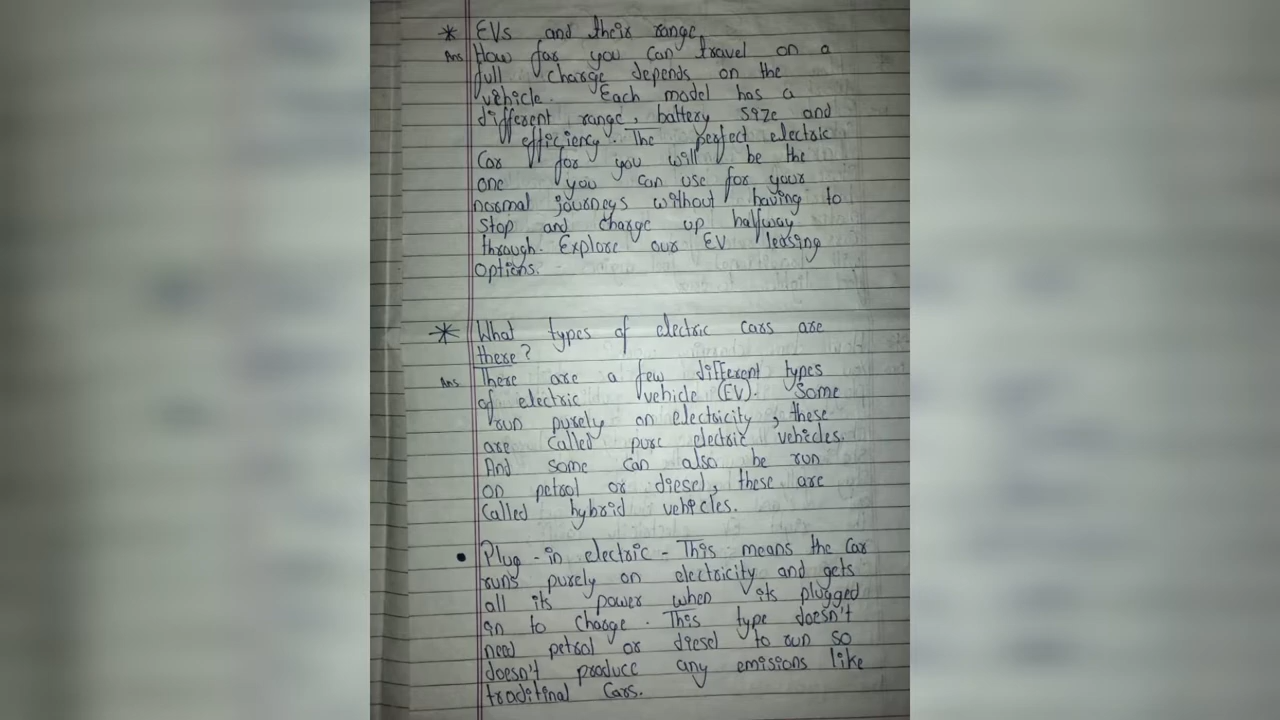 * EVs and their range
Ans How far you can travel on a
full charge depends on the
vehicle. Each model has a
different range, battery size and
efficiency. The perfect electric
Car for you will be the
one you can use for your
normal journeys without having to
stop and charge up halfway
through. Explore our EV leasing
options.
* What types of electric cars are
there?
Ans There are a few different types
of electric vehicle (EV). Some
run purely on electricity, these
are called pure electric vehicles.
And some can also be run
on petrol or diesel, these are
Called hybrid vehicles.
• Plug-in electric - This means the Car
runs purely on electricity and gets
all its power when its plugged
in to charge. This type doesn't
need petrol or diesel to run so
doesn't produce any emisions like
traditinal Cars.